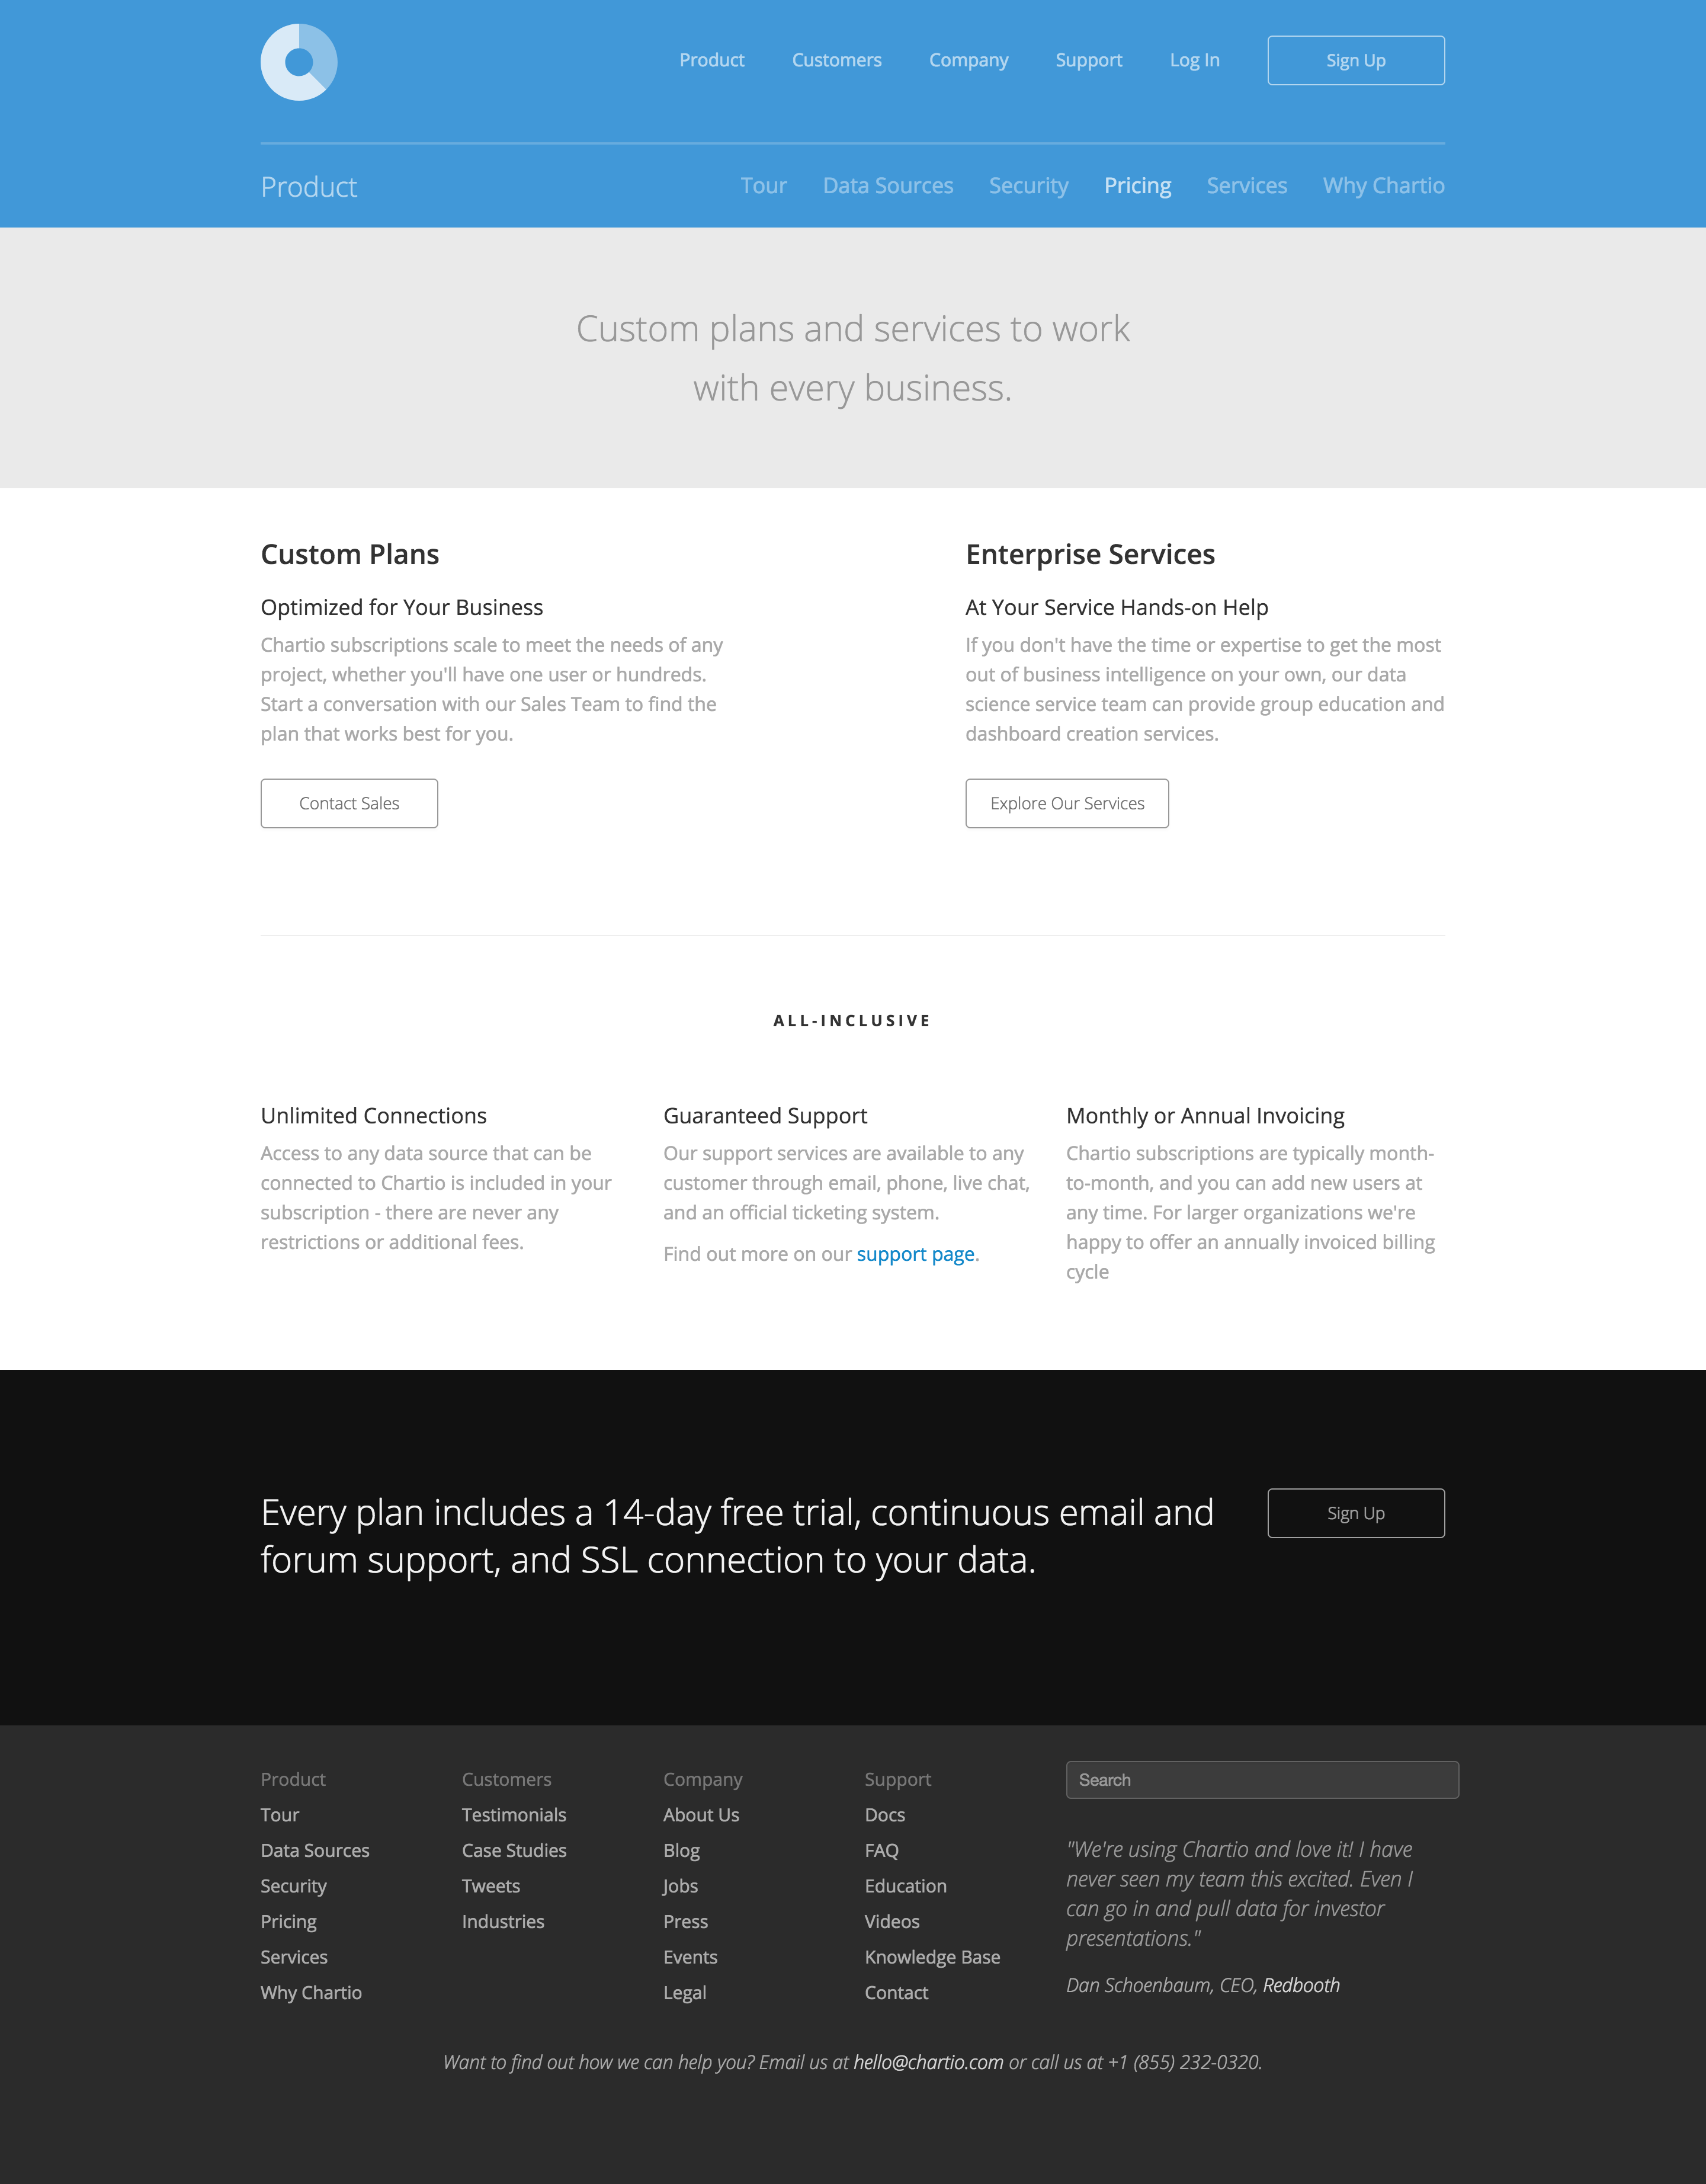 Product Customers Company Support Log In Sign Up
Product Tour Data Sources Security Pricing Services Why Chartio
Custom plans and services to work
with every business.
Custom Plans
Optimized for Your Business
Chartio subscriptions scale to meet the needs of any
project, whether you'll have one user or hundreds.
Start a conversation with our Sales Team to find the
plan that works best for you.
Contact Sales
Enterprise Services
At Your Service Hands-on Help
If you don't have the time or expertise to get the most
out of business intelligence on your own, our data
science service team can provide group education and
dashboard creation services.
Explore Our Services
ALL-INCLUSIVE
Unlimited Connections
Access to any data source that can be
connected to Chartio is included in your
subscription - there are never any
restrictions or additional fees.
Guaranteed Support
Our support services are available to any
customer through email, phone, live chat,
and an official ticketing system.
Find out more on our support page.
Monthly or Annual Invoicing
Chartio subscriptions are typically month-
to-month, and you can add new users at
any time. For larger organizations we're
happy to offer an annually invoiced billing
cycle
Every plan includes a 14-day free trial, continuous email and
forum support, and SSL connection to your data.
Sign Up
Product
Tour
Data Sources
Security
Pricing
Services
Why Chartio
Customers
Testimonials
Case Studies
Tweets
Industries
Company
About Us
Blog
Jobs
Press
Events
Legal
Support
Docs
FAQ
Education
Videos
Knowledge Base
Contact
Search
"We're using Chartio and love it! I have
never seen my team this excited. Even I
can go in and pull data for investor
presentations."
Dan Schoenbaum, CEO, Redbooth
Want to find out how we can help you? Email us at hello@chartio.com or call us at +1 (855) 232-0320.